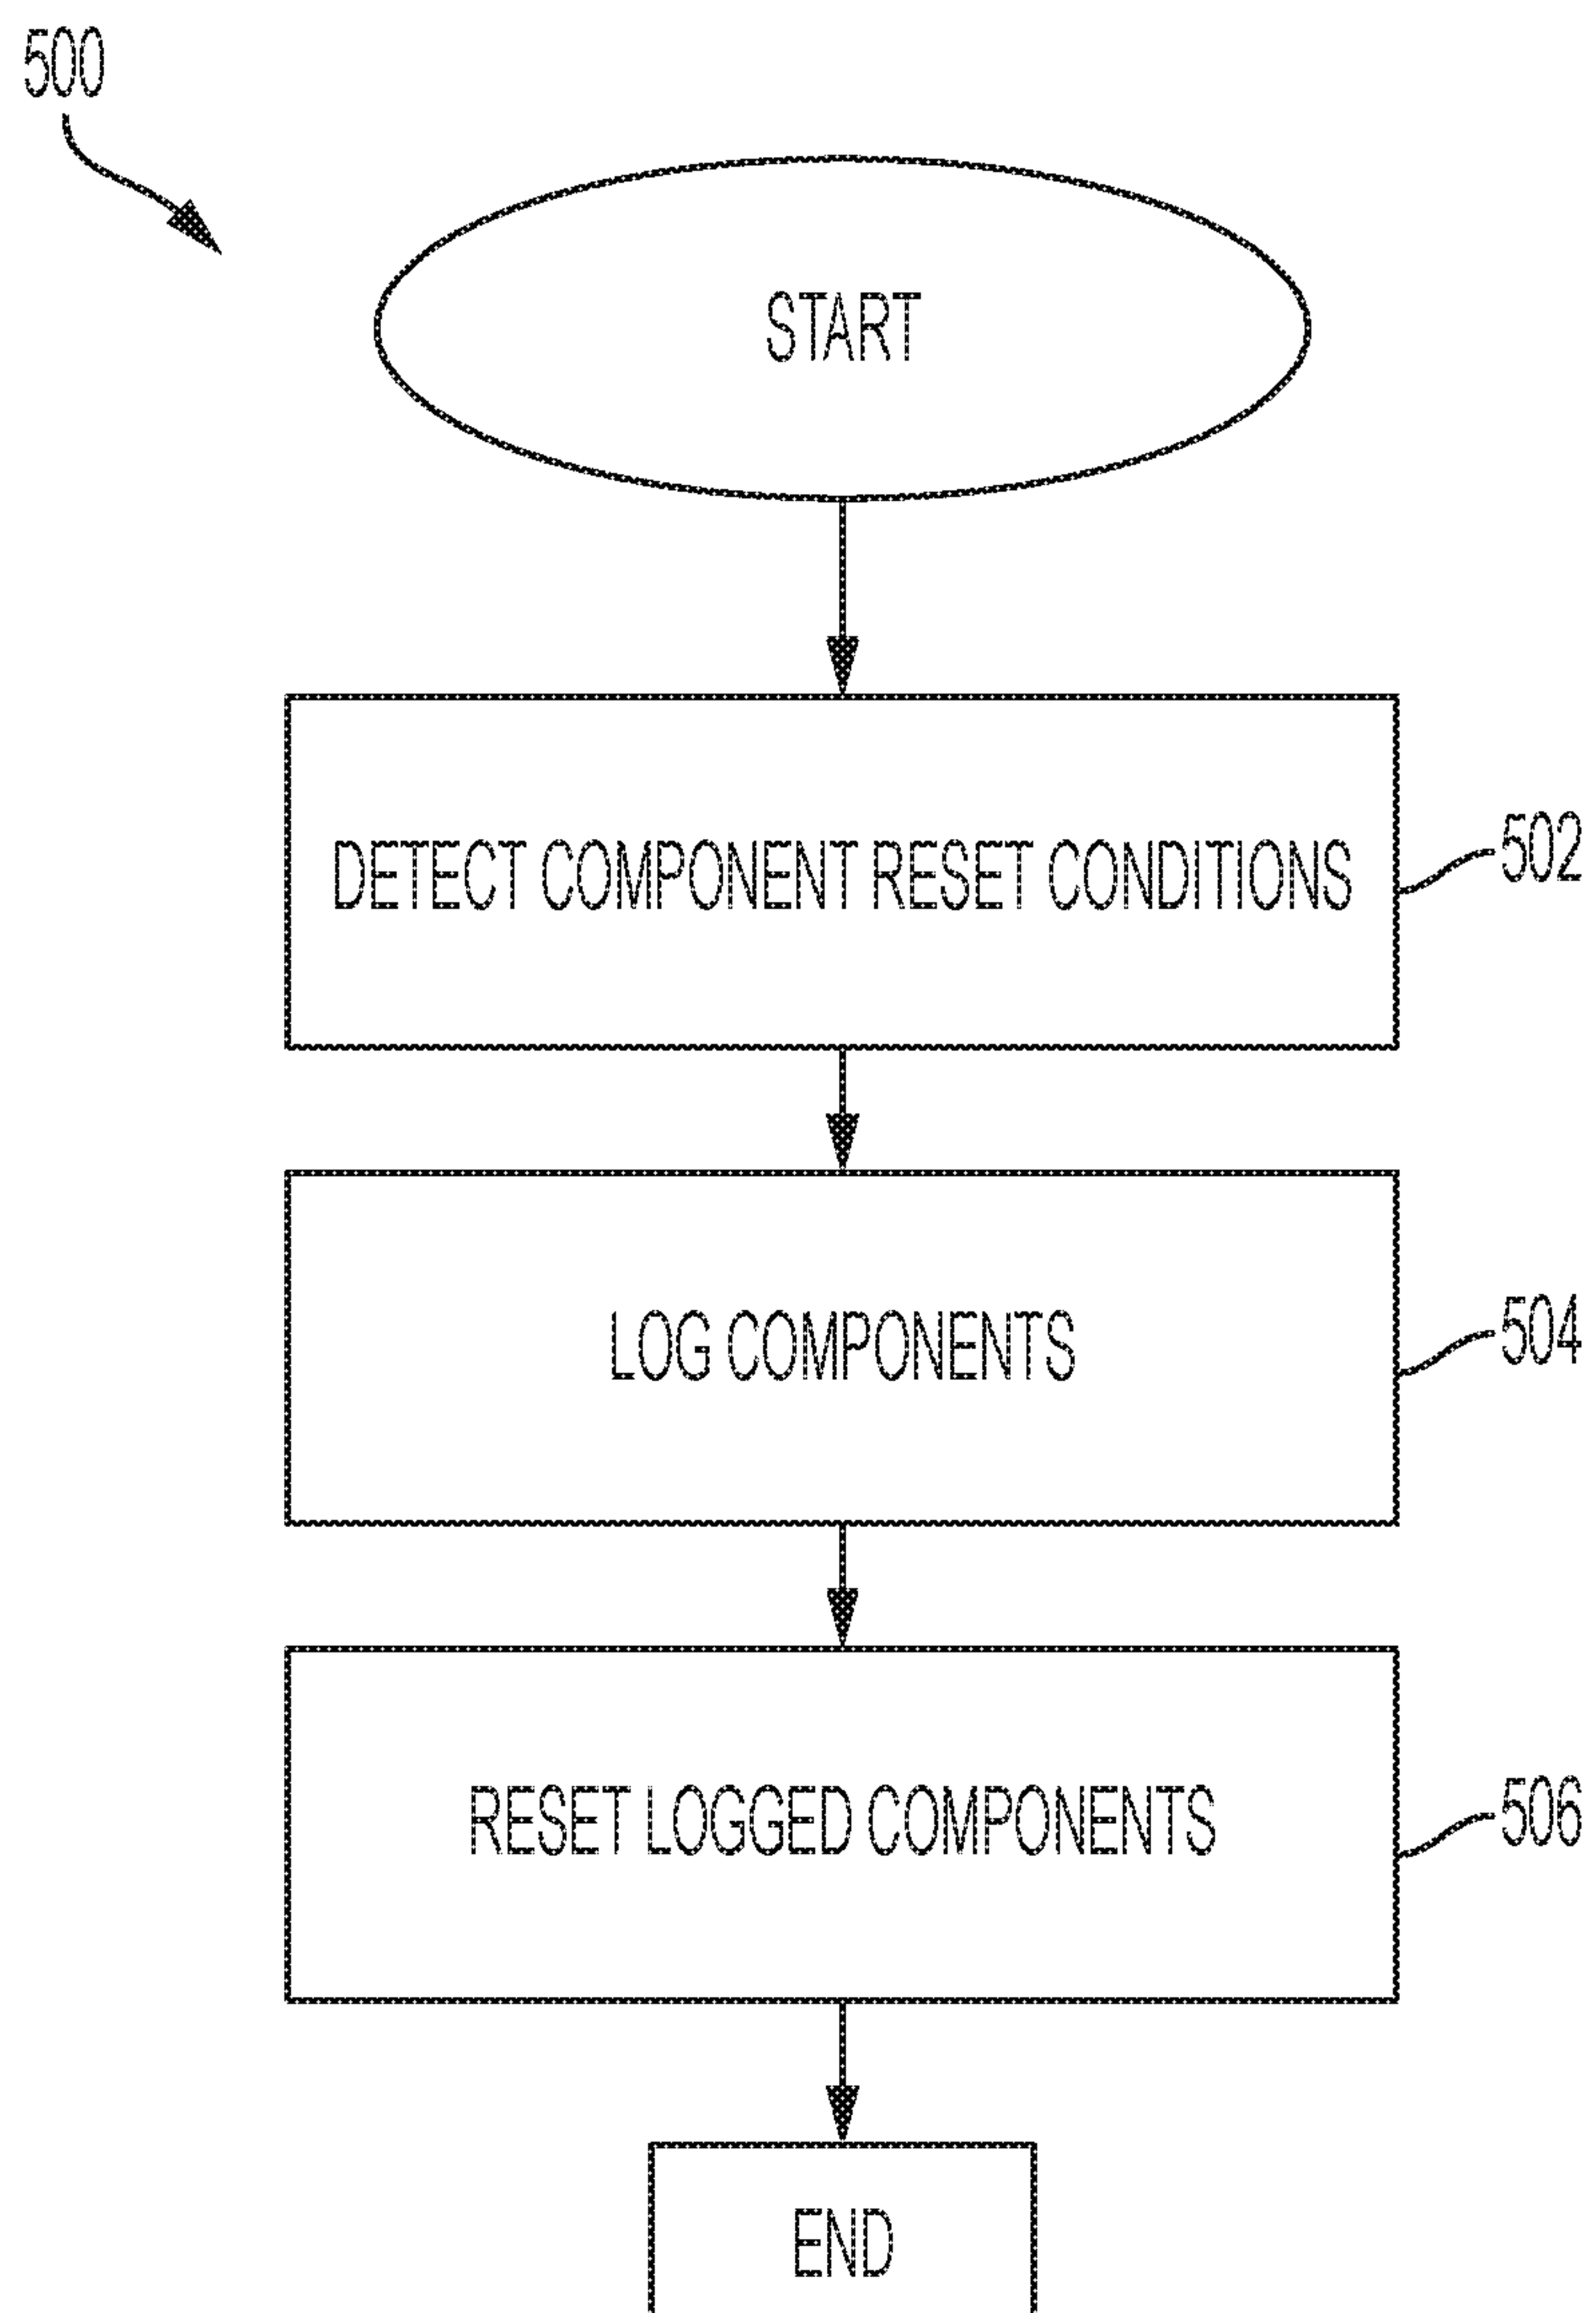 500
START
DETECT COMPONENT RESET CONDITIONS
502
LOG COMPONENTS
504
RESET LOGGED COMPONENTS
506
END